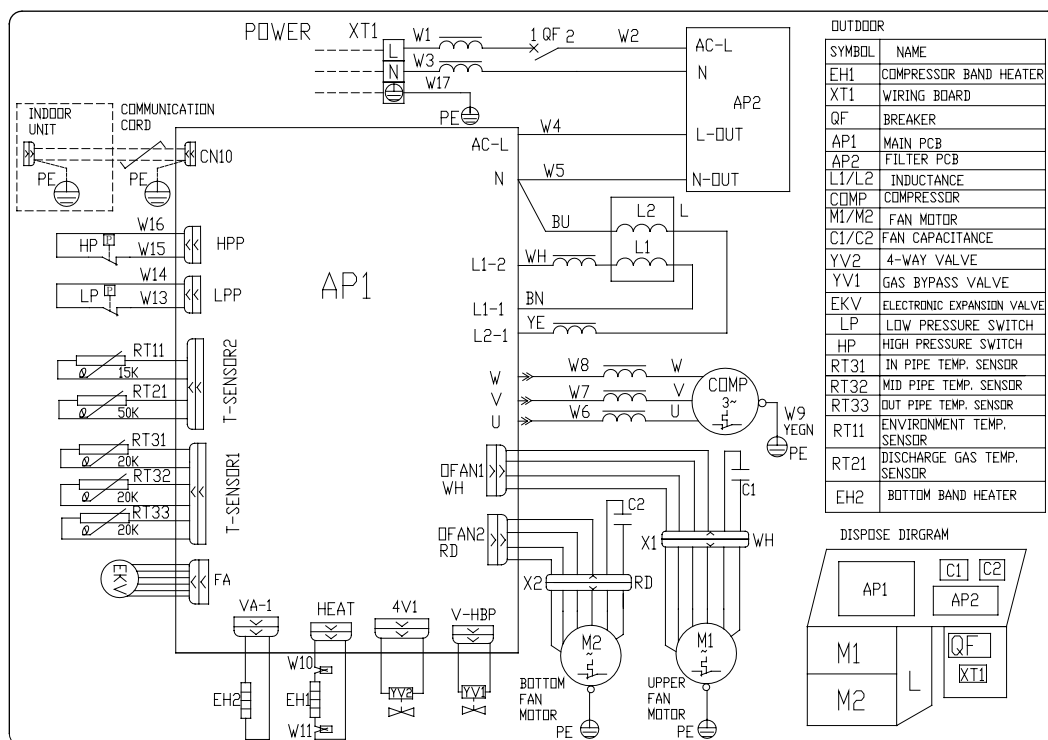 POWER
XT1
L
N
W1
W3
W17
1 QF 2
W2
PE
AC-L
N
AP2
L-OUT
N-OUT
W4
W5
INDOOR
UNIT
COMMUNICATION
CORD
PE
PE
CN10
AC-L
N
AP1
W16
HP
P
W15
HPP
W14
LP
P
W13
LPP
BU
L2
L
L1
WH
L1-2
BN
L1-1
YE
L2-1
RT11
15K
RT21
50K
T-SENSOR2
RT31
20K
RT32
20K
RT33
20K
T-SENSOR1
W
V
U
W8
W7
W6
W
V
U
COMP
3~
W9
YEGN
PE
OFAN1
WH
C1
X1
WH
OFAN2
RD
C2
X2
RD
EKV
FA
VA-1
HEAT
4V1
V-HBP
EH2
W10
EH1
W11
YV2
YV1
M2
~
BOTTOM
FAN
MOTOR
PE
M1
~
UPPER
FAN
MOTOR
PE
OUTDOOR
SYMBOL NAME
EH1 COMPRESSOR BAND HEATER
XT1 WIRING BOARD
QF BREAKER
AP1 MAIN PCB
AP2 FILTER PCB
L1/L2 INDUCTANCE
COMP COMPRESSOR
M1/M2 FAN MOTOR
C1/C2 FAN CAPACITANCE
YV2 4-WAY VALVE
YV1 GAS BYPASS VALVE
EKV ELECTRONIC EXPANSION VALVE
LP LOW PRESSURE SWITCH
HP HIGH PRESSURE SWITCH
RT31 IN PIPE TEMP. SENSOR
RT32 MID PIPE TEMP. SENSOR
RT33 OUT PIPE TEMP. SENSOR
RT11 ENVIRONMENT TEMP.
SENSOR
RT21 DISCHARGE GAS TEMP.
SENSOR
EH2 BOTTOM BAND HEATER
DISPOSE DIRGRAM
AP1
C1
C2
AP2
M1
M2
L
QF
XT1